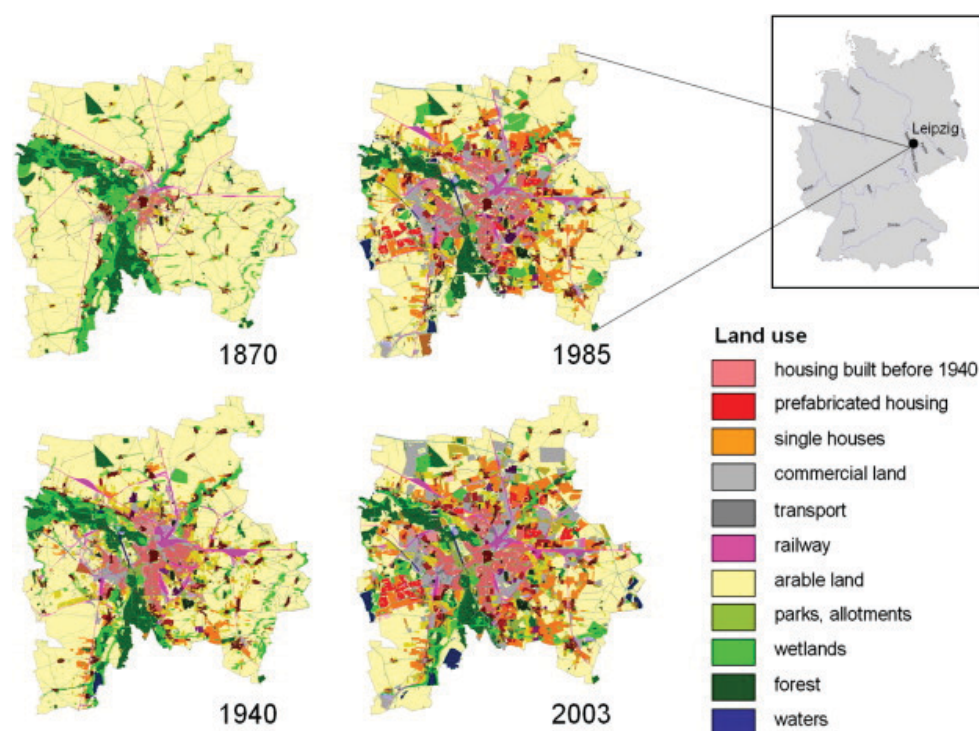 Leipzig
1870
1985
1940
2003
Land use
housing built before 1940
prefabricated housing
single houses
commercial land
transport
railway
arable land
parks, allotments
wetlands
forest
waters